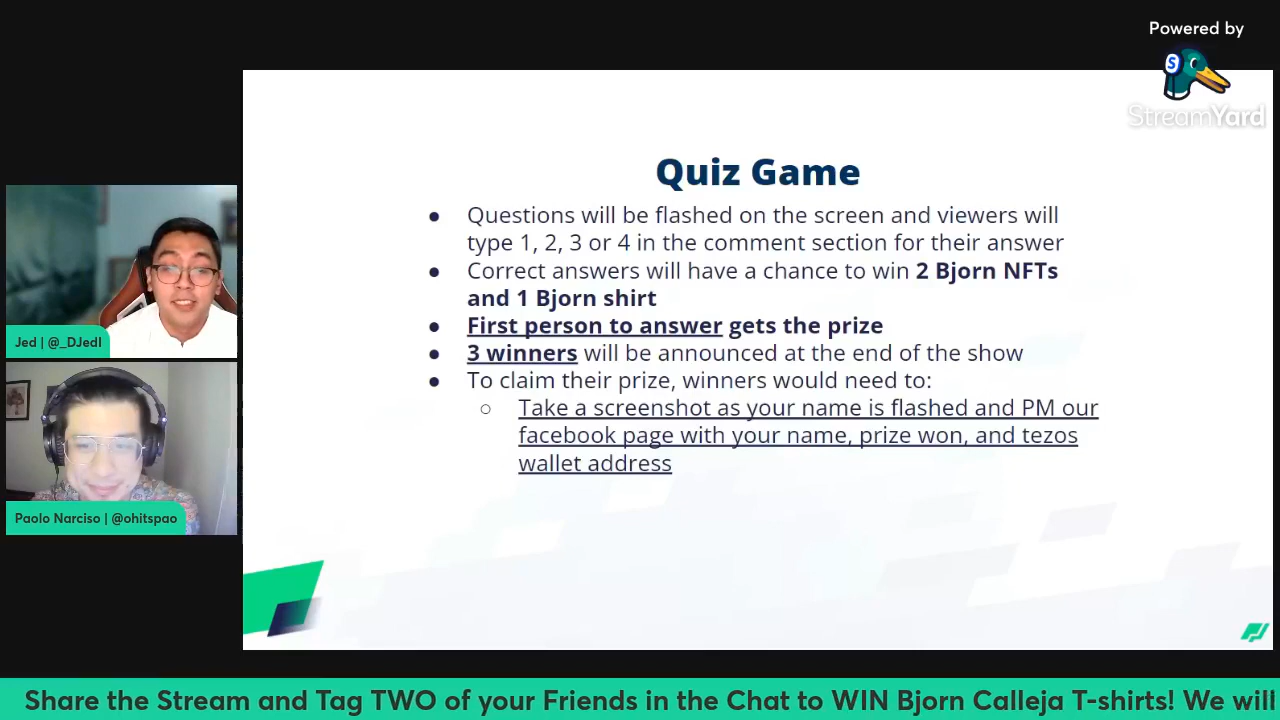 Powered by
StreamYard
Quiz Game
● Questions will be flashed on the screen and viewers will
type 1, 2, 3 or 4 in the comment section for their answer
● Correct answers will have a chance to win 2 Bjorn NFTs
and 1 Bjorn shirt
● First person to answer gets the prize
● 3 winners will be announced at the end of the show
● To claim their prize, winners would need to:
○ Take a screenshot as your name is flashed and PM our
facebook page with your name, prize won, and tezos
wallet address
Jed | @_DJedI
Paolo Narciso | @ohitspao
Share the Stream and Tag TWO of your Friends in the Chat to WIN Bjorn Calleja T-shirts! We will